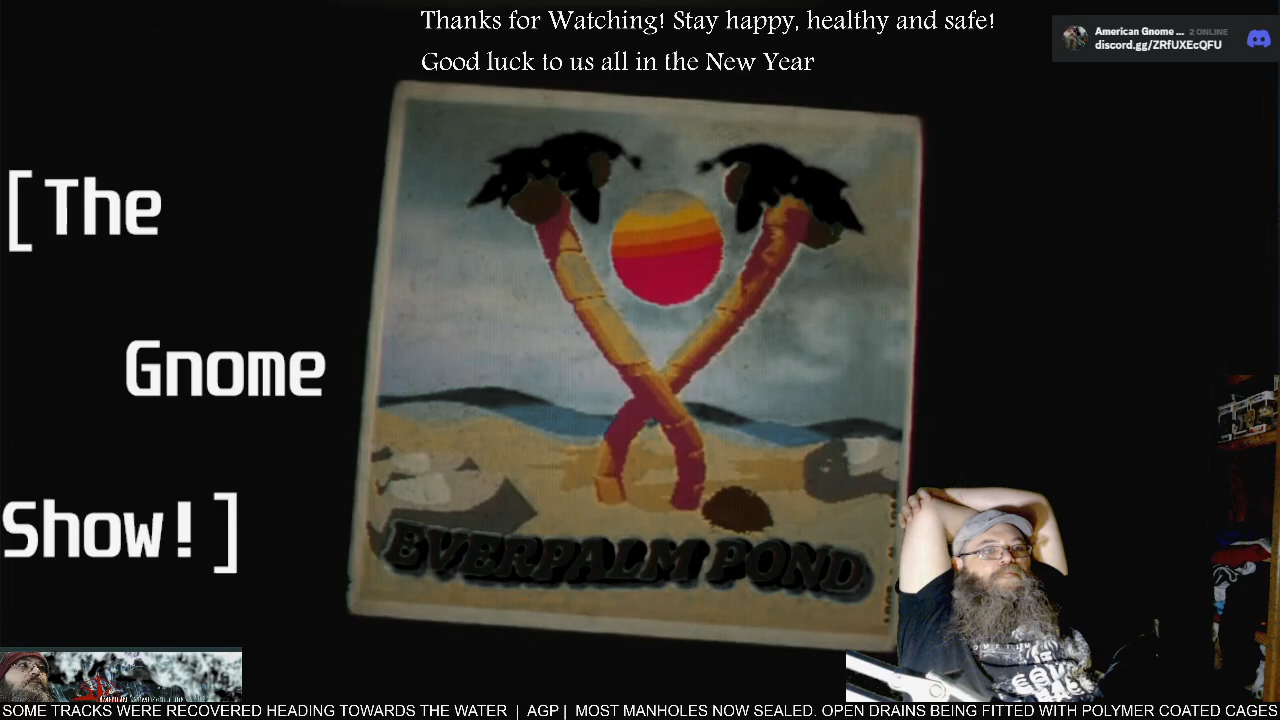 Thanks for Watching! Stay happy, healthy and safe!
Good luck to us all in the New Year
American Gnome ... 2 ONLINE
discord.gg/ZRfUXEcQFU
[The
Gnome
Show!]
EVERPALM POND
SOME TRACKS WERE RECOVERED HEADING TOWARDS THE WATER | AGP | MOST MANHOLES NOW SEALED. OPEN DRAINS BEING FITTED WITH POLYMER COATED CAGES